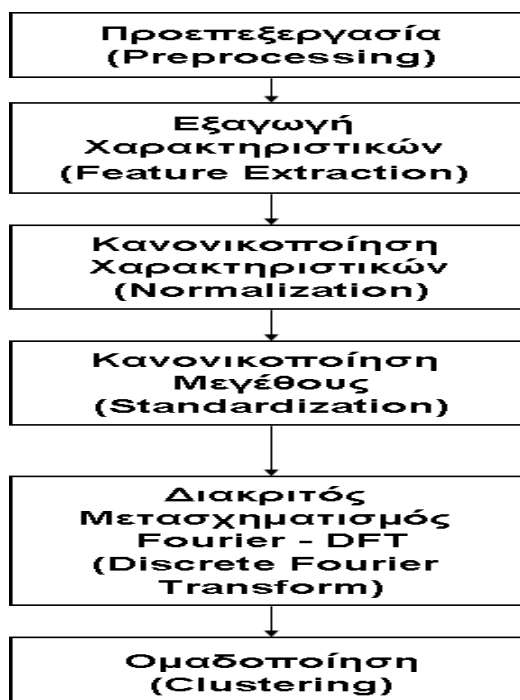 Προεπεξεργασία
(Preprocessing)
Εξαγωγή
Χαρακτηριστικών
(Feature Extraction)
Κανονικοποίηση
Χαρακτηριστικών
(Normalization)
Κανονικοποίηση
Μεγέθους
(Standardization)
Διακριτός
Μετασχηματισμός
Fourier - DFT
(Discrete Fourier
Transform)
Ομαδοποίηση
(Clustering)